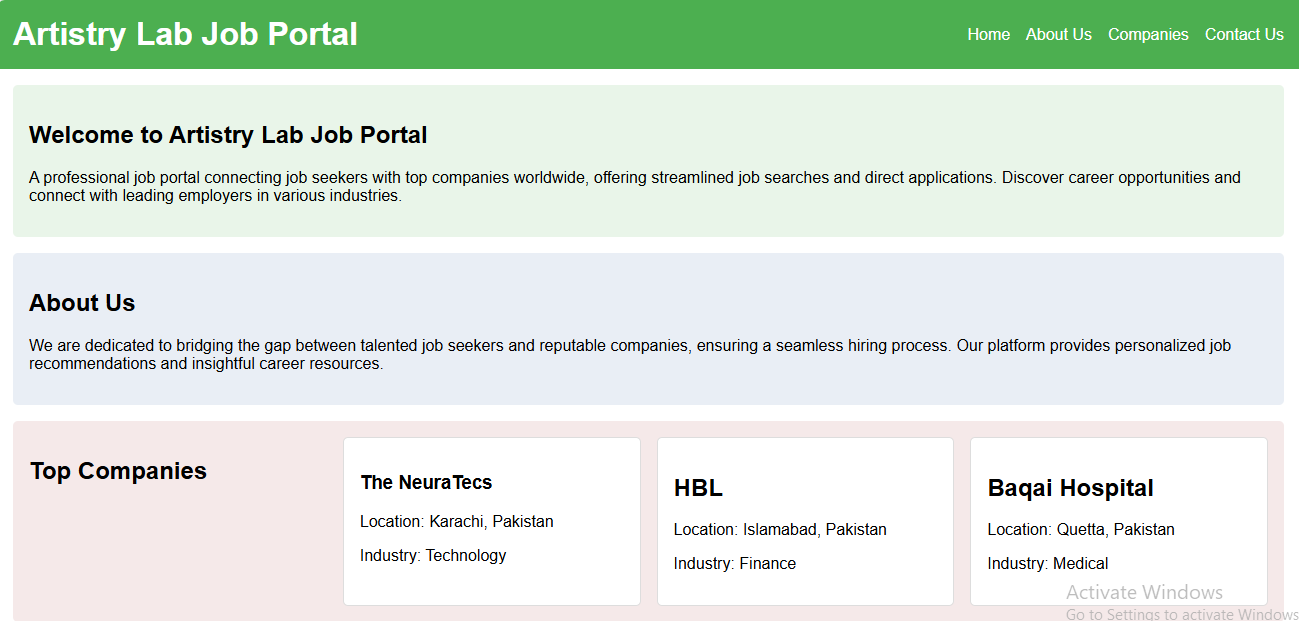 Artistry Lab Job Portal
Home About Us Companies Contact Us
Welcome to Artistry Lab Job Portal
A professional job portal connecting job seekers with top companies worldwide, offering streamlined job searches and direct applications. Discover career opportunities and
connect with leading employers in various industries.
About Us
We are dedicated to bridging the gap between talented job seekers and reputable companies, ensuring a seamless hiring process. Our platform provides personalized job
recommendations and insightful career resources.
Top Companies
The NeuraTecs
Location: Karachi, Pakistan
Industry: Technology
HBL
Location: Islamabad, Pakistan
Industry: Finance
Baqai Hospital
Location: Quetta, Pakistan
Industry: Medical
Activate Windows
Go to Settings to activate Windows